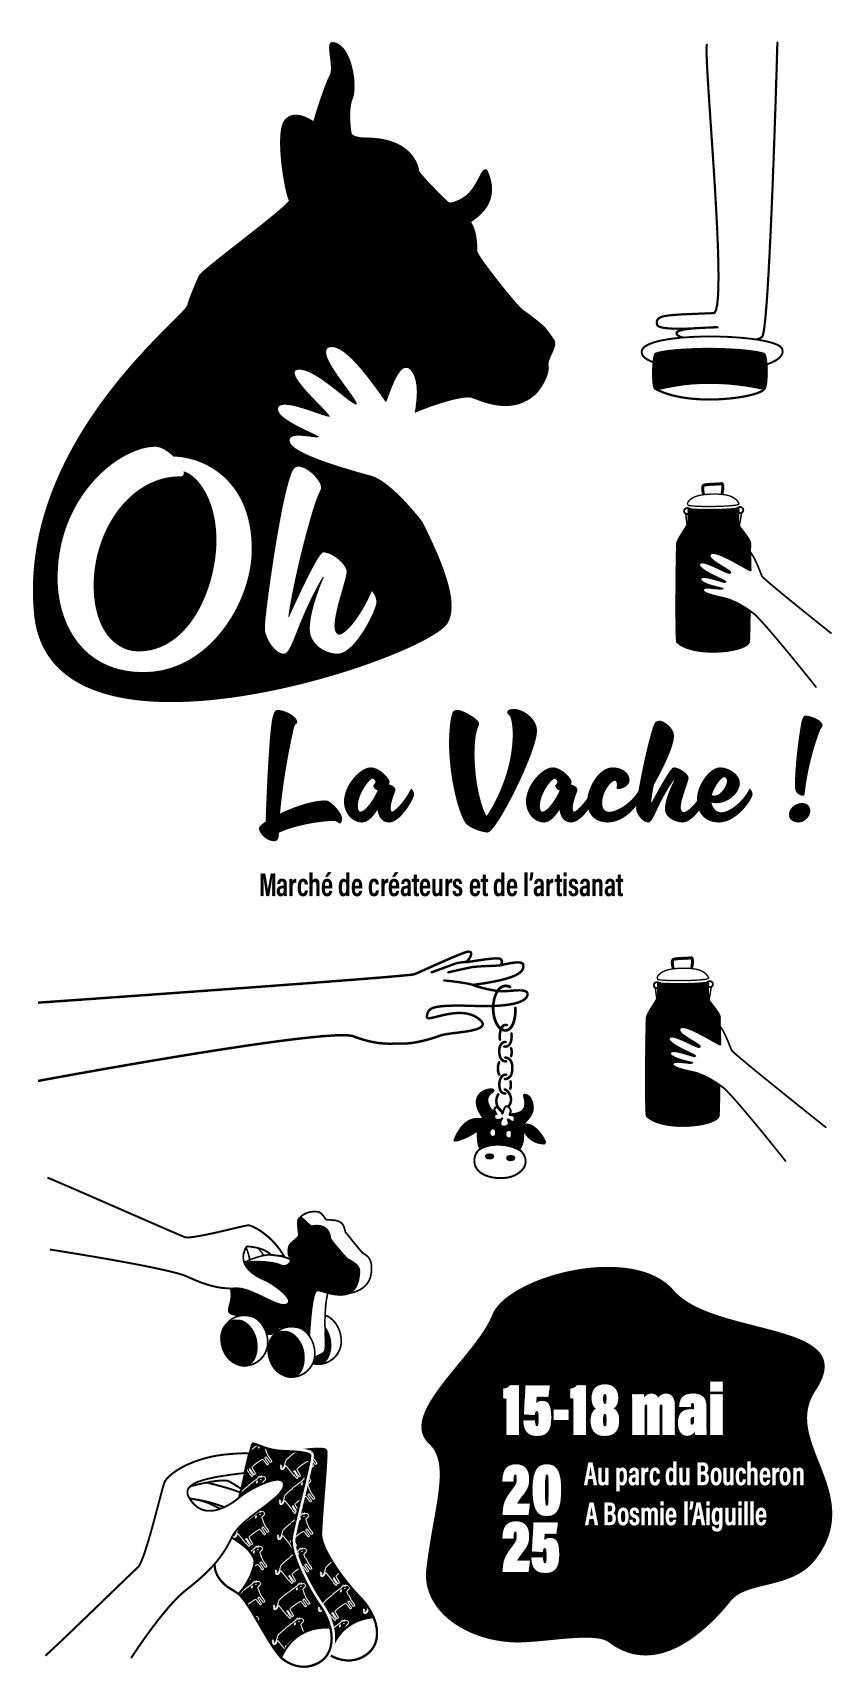 Oh
La Vache !
Marché de créateurs et de l'artisanat
15-18 mai
20
25
Au parc du Boucheron
A Bosmie l'Aiguille